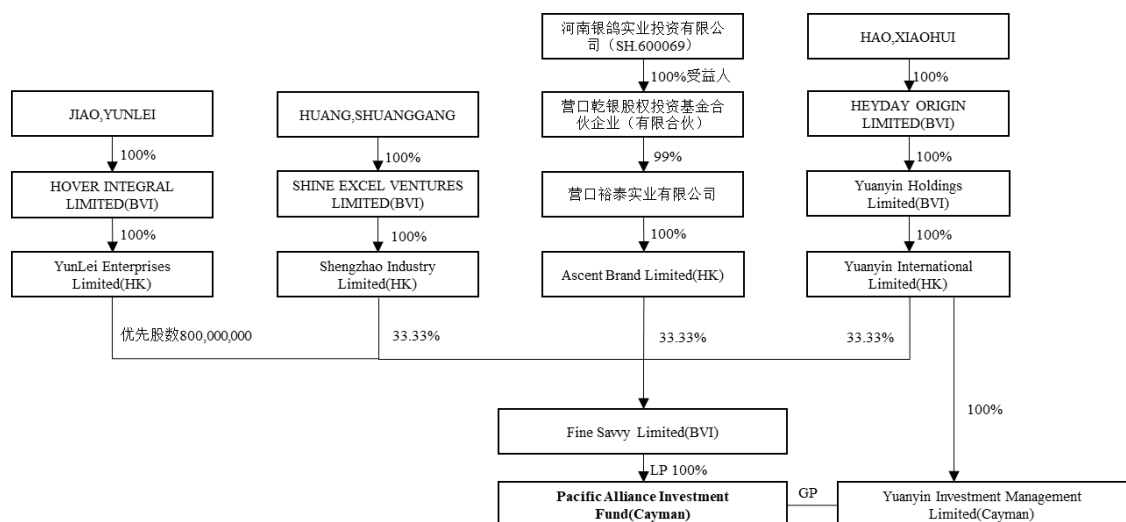 河南银鸽实业投资有限公
司（SH.600069）
HAO,XIAOHUI
100%受益人
100%
JIAO,YUNLEI
HUANG,SHUANGGANG
营口乾银股权投资基金合
伙企业（有限合伙）
HEYDAY ORIGIN
LIMITED(BVI)
100%
100%
99%
100%
HOVER INTEGRAL
LIMITED(BVI)
SHINE EXCEL VENTURES
LIMITED(BVI)
营口裕泰实业有限公司
Yuanyin Holdings
Limited(BVI)
100%
100%
100%
100%
YunLei Enterprises
Limited(HK)
Shengzhao Industry
Limited(HK)
Ascent Brand Limited(HK)
Yuanyin International
Limited(HK)
优先股数800,000,000
33.33%
33.33%
33.33%
100%
Fine Savvy Limited(BVI)
LP 100%
Pacific Alliance Investment
Fund(Cayman)
GP
Yuanyin Investment Management
Limited(Cayman)